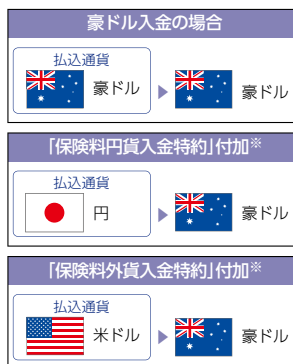 豪ドル入金の場合
払込通貨
豪ドル
豪ドル
「保険料円貨入金特約」付加※
払込通貨
円
豪ドル
「保険料外貨入金特約」付加※
払込通貨
米ドル
豪ドル